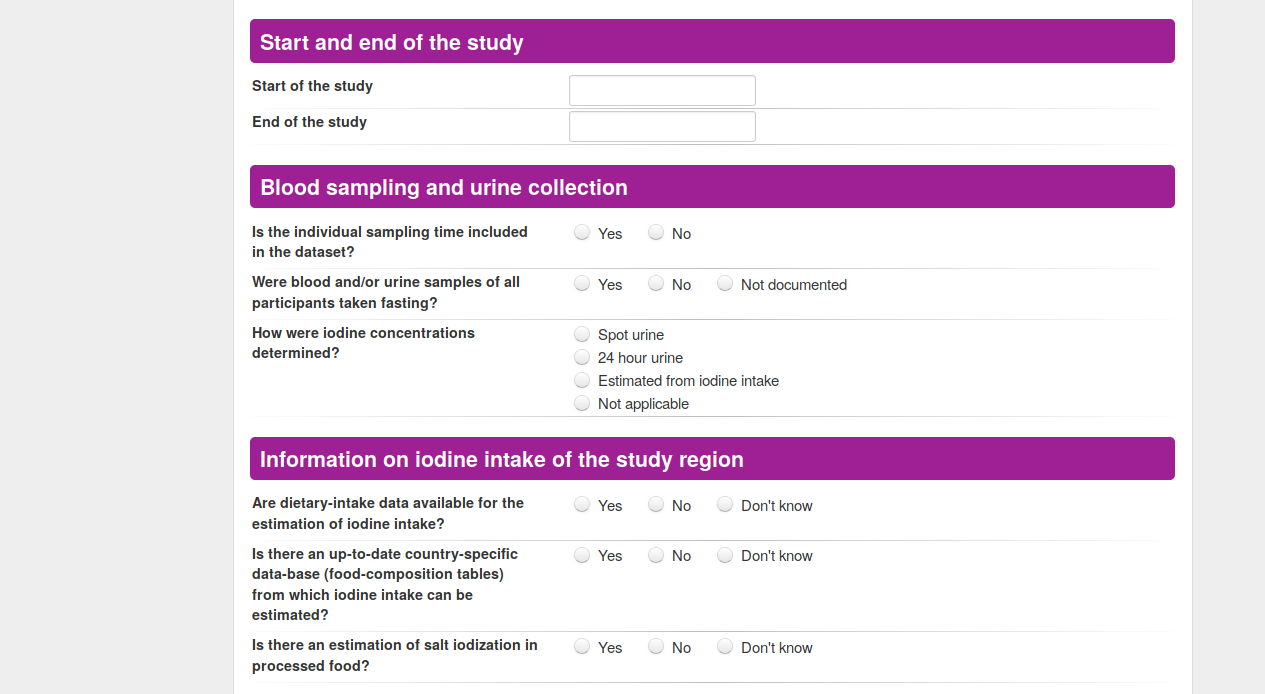 Start and end of the study
Start of the study
End of the study
Blood sampling and urine collection
Is the individual sampling time included
in the dataset?
Yes No
Were blood and/or urine samples of all
participants taken fasting?
Yes No Not documented
How were iodine concentrations
determined?
Spot urine
24 hour urine
Estimated from iodine intake
Not applicable
Information on iodine intake of the study region
Are dietary-intake data available for the
estimation of iodine intake?
Yes No Don't know
Is there an up-to-date country-specific
data-base (food-composition tables)
from which iodine intake can be
estimated?
Yes No Don't know
Is there an estimation of salt iodization in
processed food?
Yes No Don't know